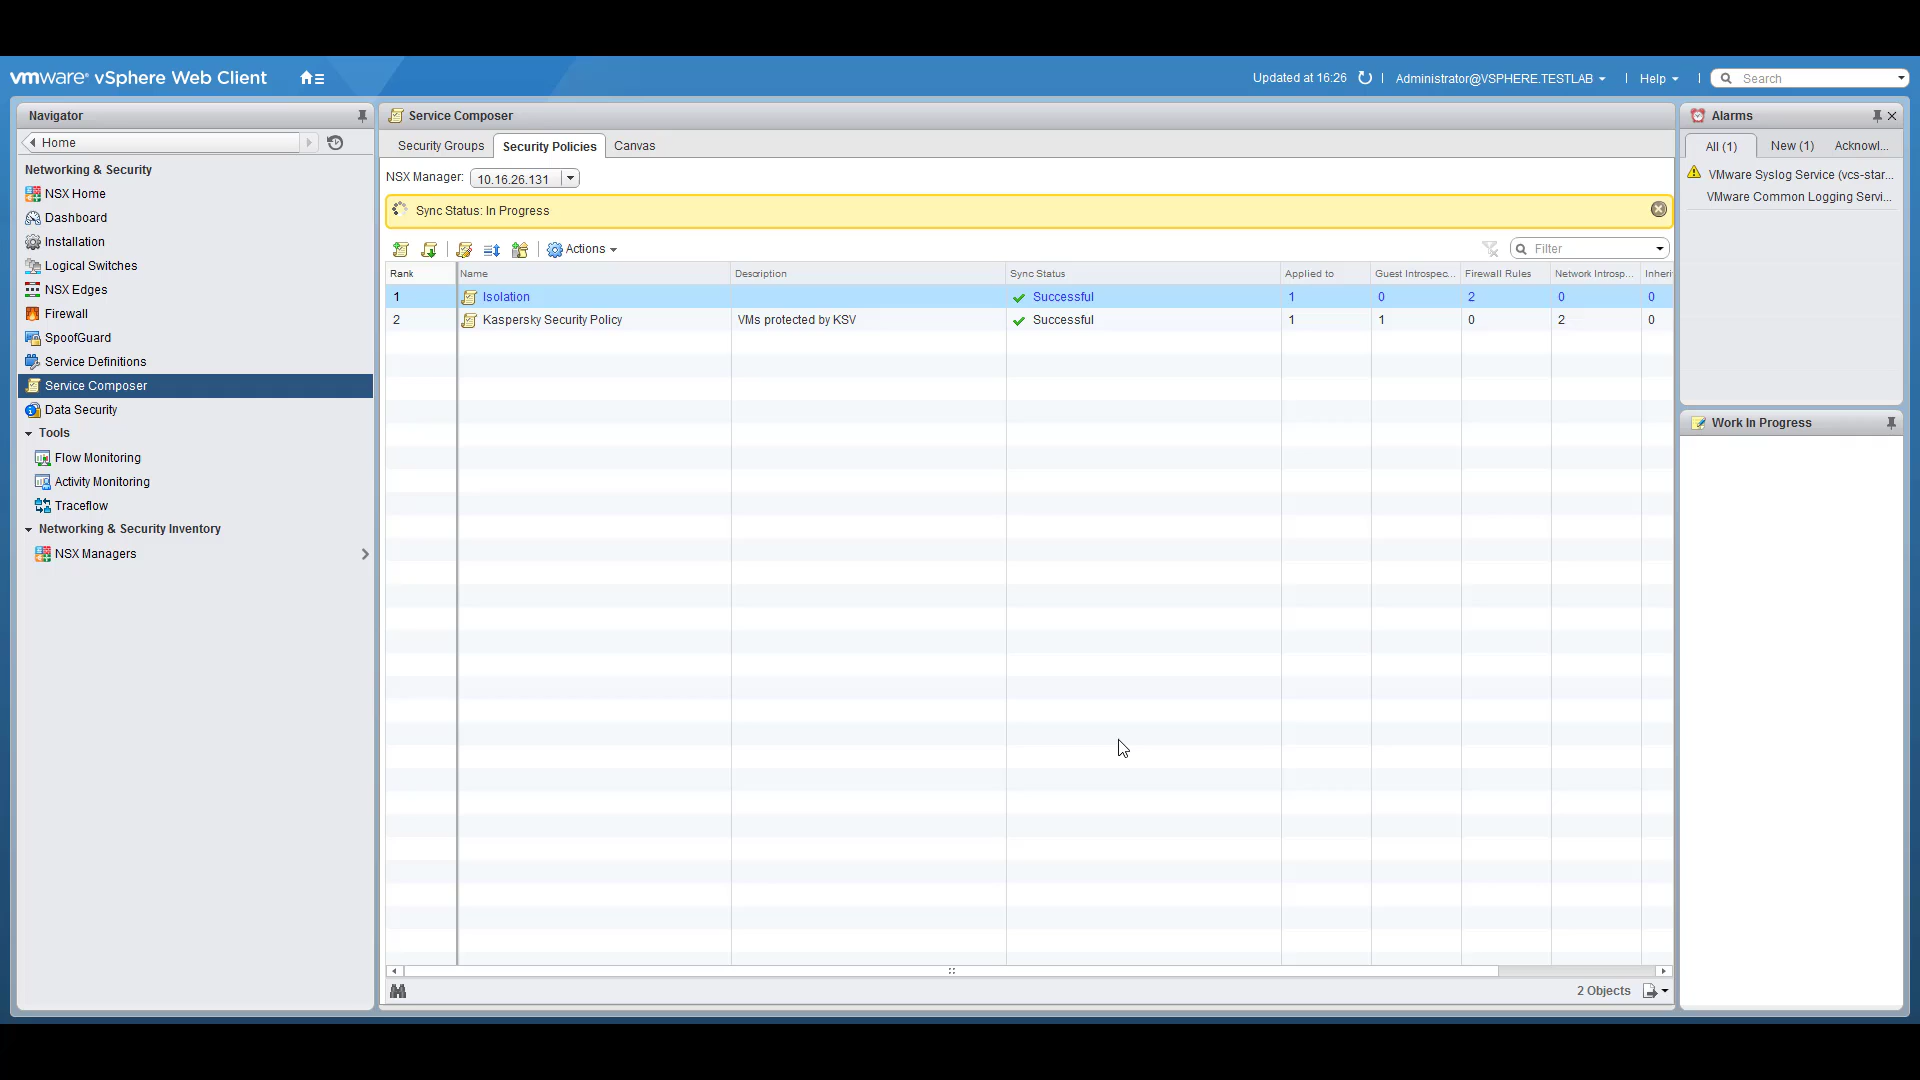 vmware® vSphere Web Client
Updated at 16:26
Administrator@VSPHERE.TESTLAB
Help
Search
Navigator
Home
Networking & Security
NSX Home
Dashboard
Installation
Logical Switches
NSX Edges
Firewall
SpoofGuard
Service Definitions
Service Composer
Data Security
Tools
Flow Monitoring
Activity Monitoring
Traceflow
Networking & Security Inventory
NSX Managers
Service Composer
Security Groups
Security Policies
Canvas
NSX Manager: 10.16.26.131
Sync Status: In Progress
Actions
Filter
Rank Name Description Sync Status Applied to Guest Introspec... Firewall Rules Network Introsp... Inheri
1 Isolation Successful 1 0 2 0 0
2 Kaspersky Security Policy VMs protected by KSV Successful 1 1 0 2 0
2 Objects
Alarms
All (1) New (1) Acknowl...
VMware Syslog Service (vcs-star...
VMware Common Logging Servi...
Work In Progress